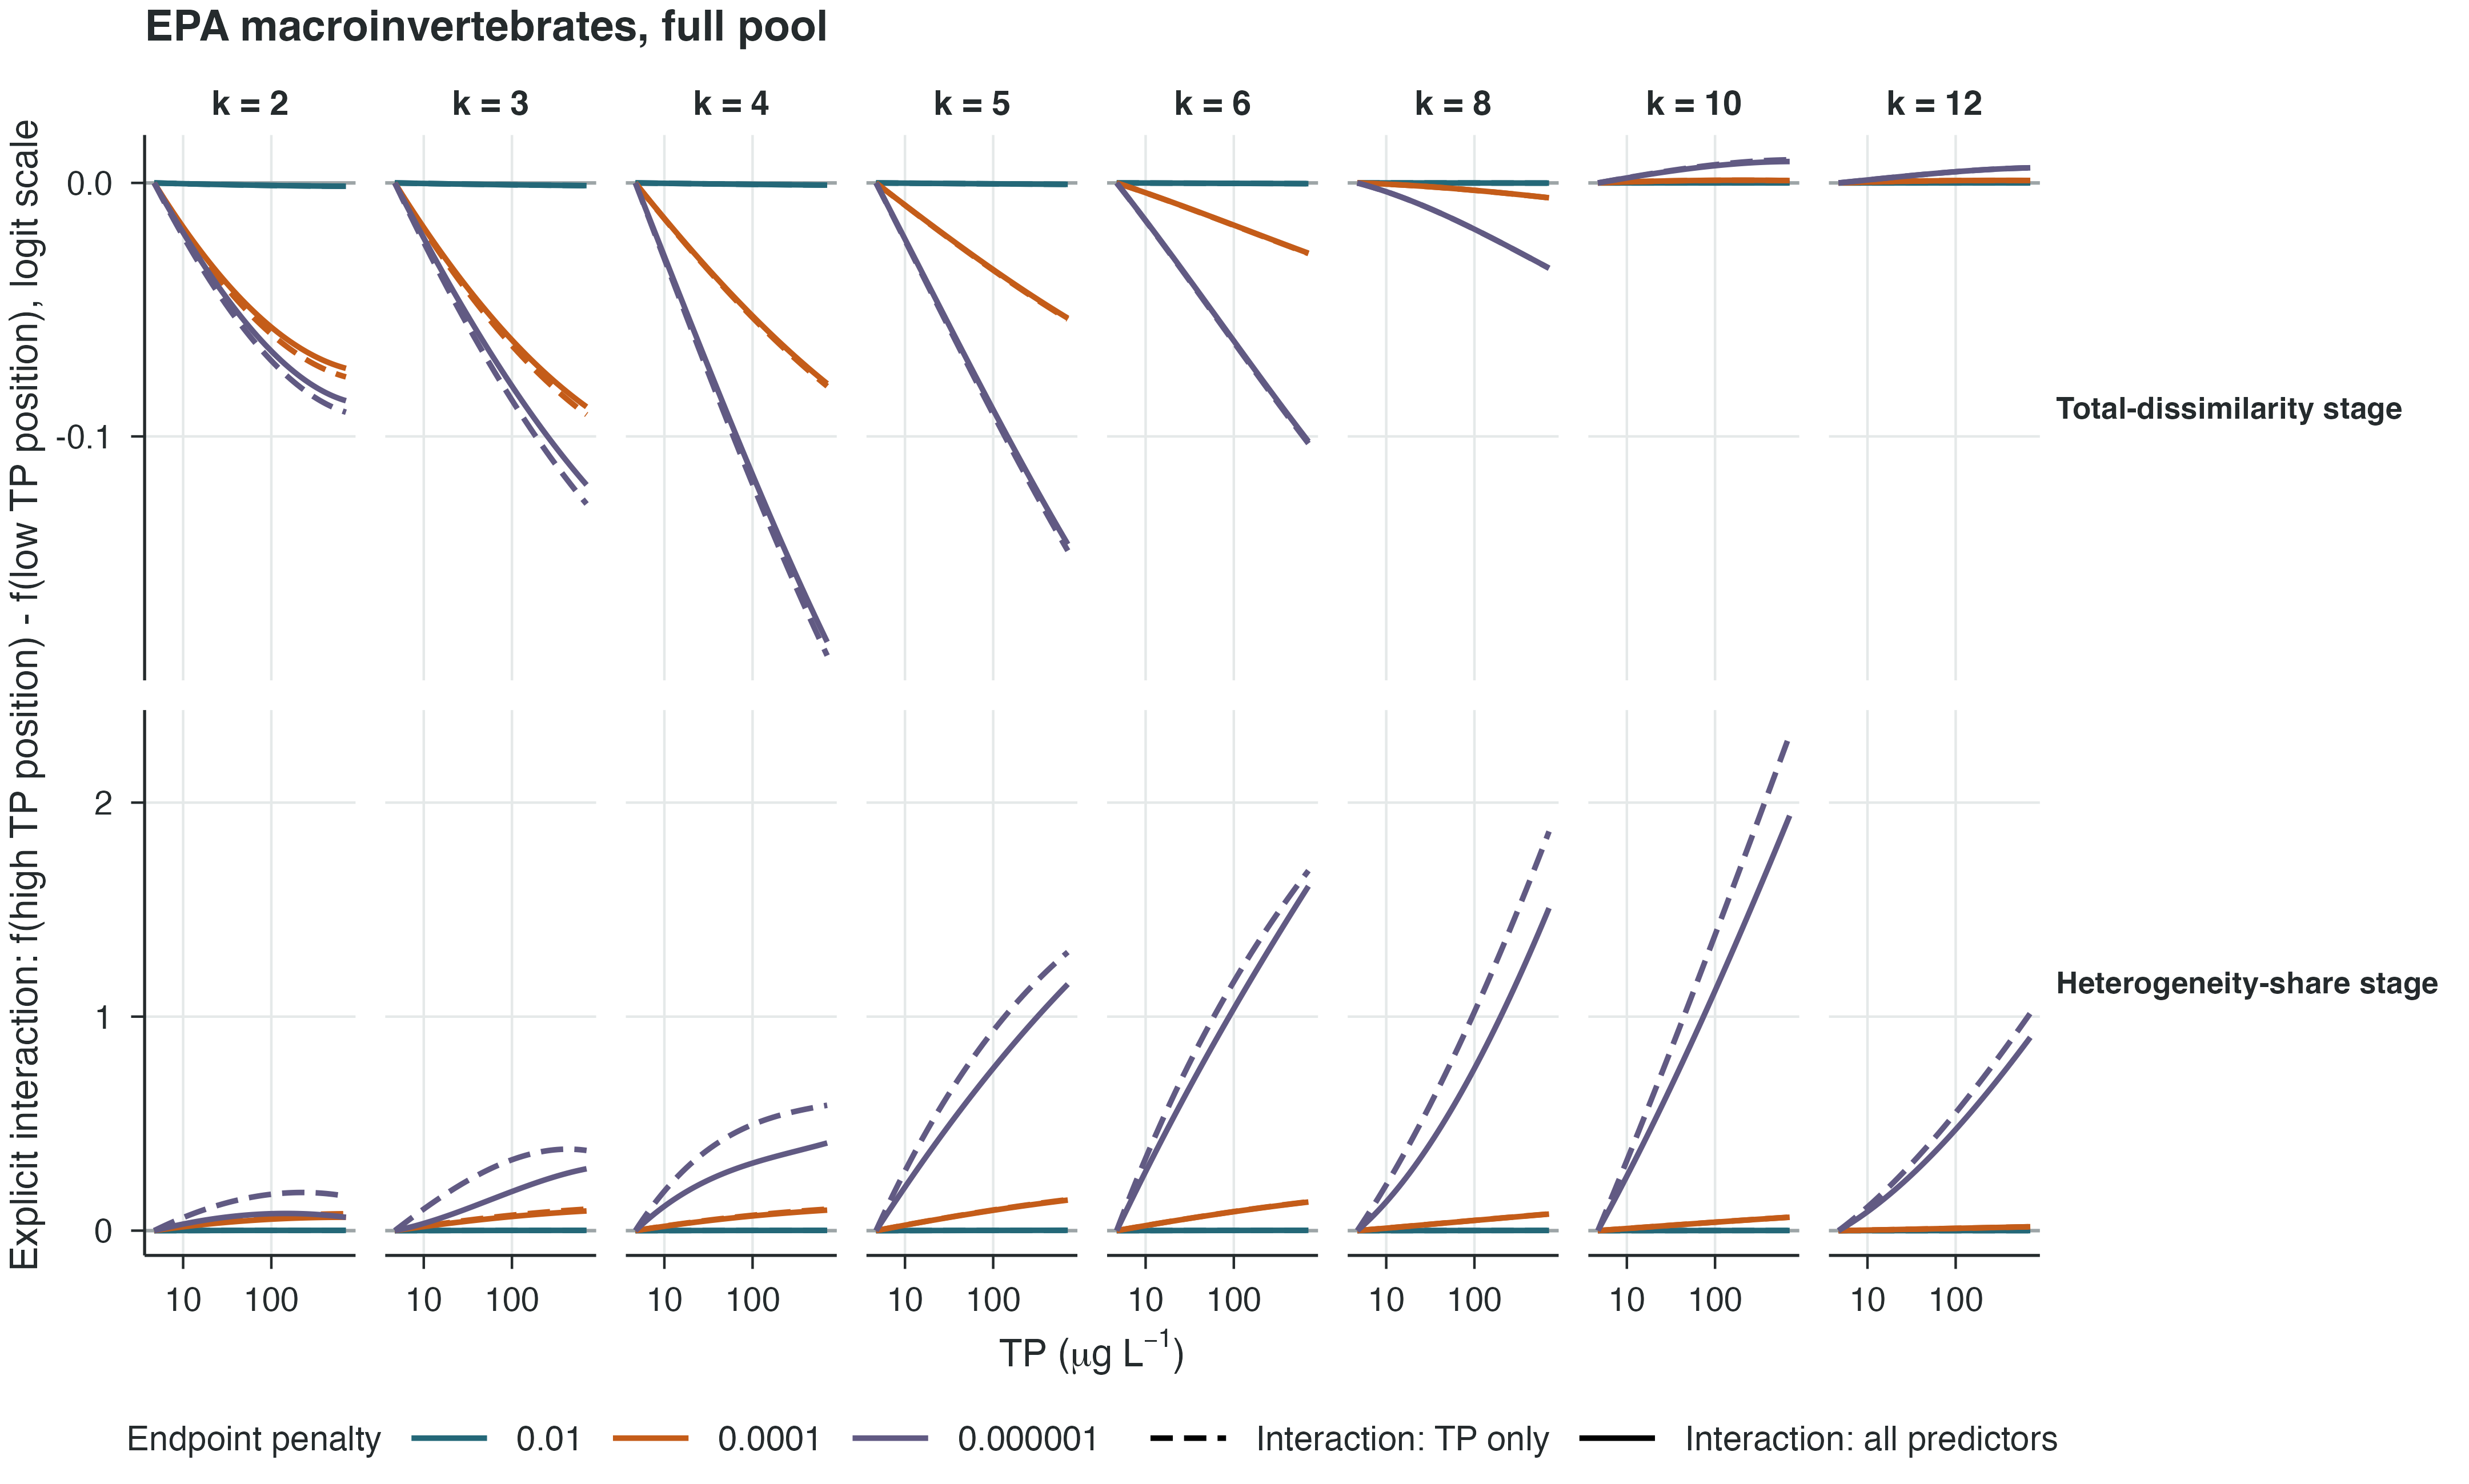 EPA macroinvertebrates, full pool
k = 2 k = 3 k = 4 k = 5 k = 6 k = 8 k = 10 k = 12
Explicit interaction: f(high TP position) - f(low TP position), logit scale
0.0
-0.1
Total-dissimilarity stage
2
1
0
Heterogeneity-share stage
10 100 10 100 10 100 10 100 10 100 10 100 10 100 10 100
TP (μg L⁻¹)
Endpoint penalty 0.01 0.0001 0.000001 Interaction: TP only Interaction: all predictors